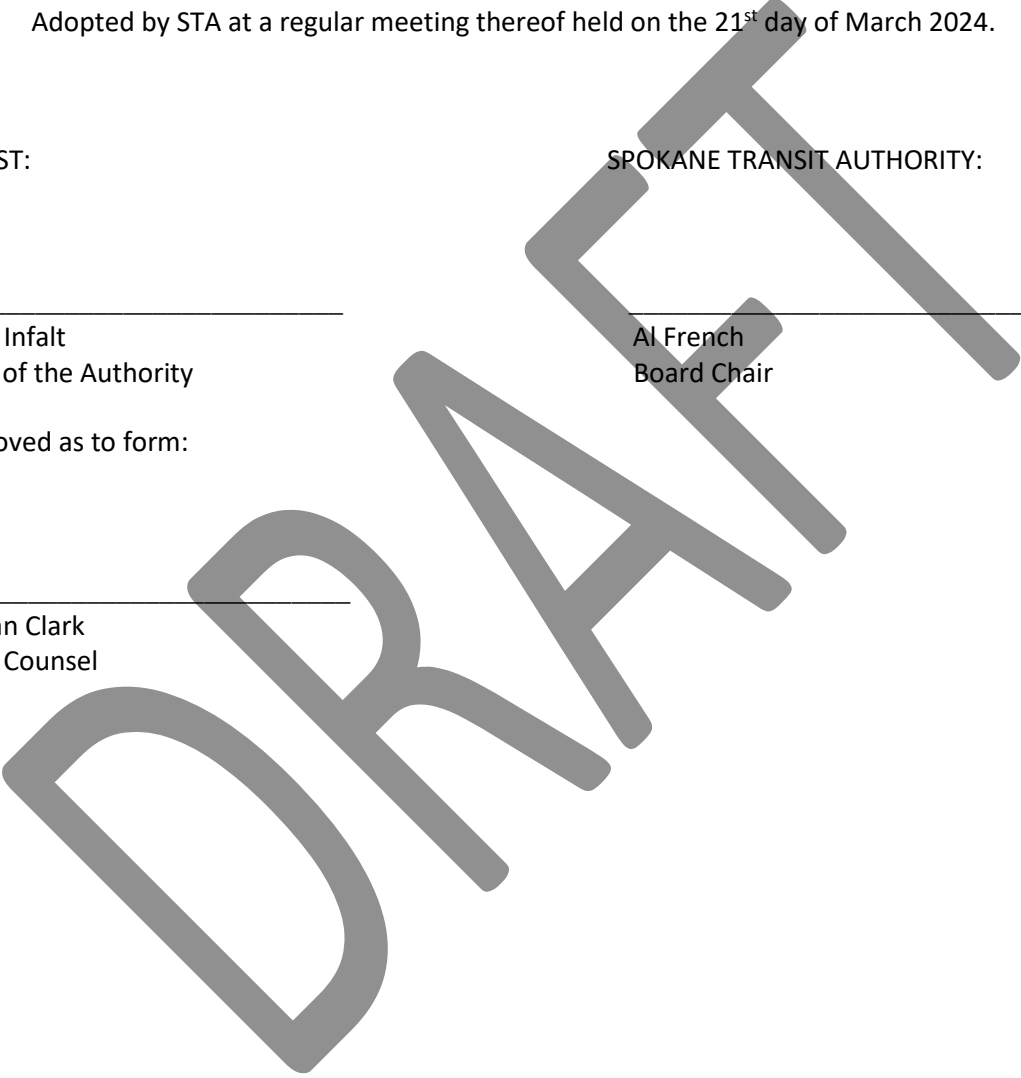 Adopted by STA at a regular meeting thereof held on the 21st day of March 2024.
ST:
SPOKANE TRANSIT AUTHORITY:
Infalt
Al French
of the Authority
Board Chair
oved as to form:
n Clark
Counsel
DRAFT